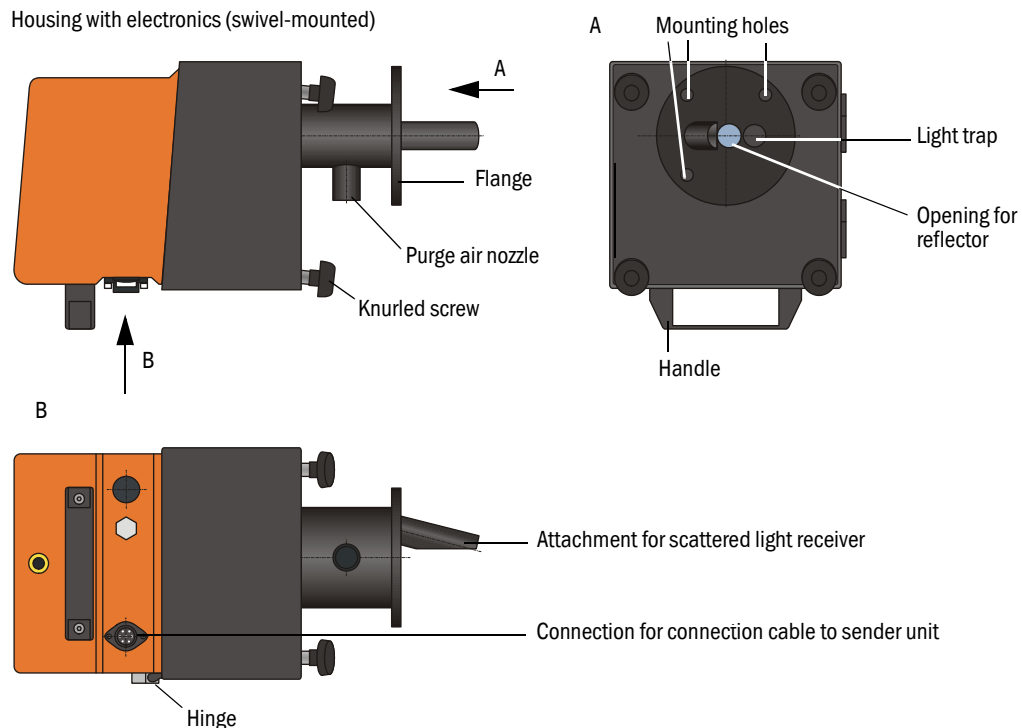 Housing with electronics (swivel-mounted)
A
Flange
Purge air nozzle
Knurled screw
B
A
Mounting holes
Light trap
Opening for
reflector
Handle
B
Attachment for scattered light receiver
Connection for connection cable to sender unit
Hinge